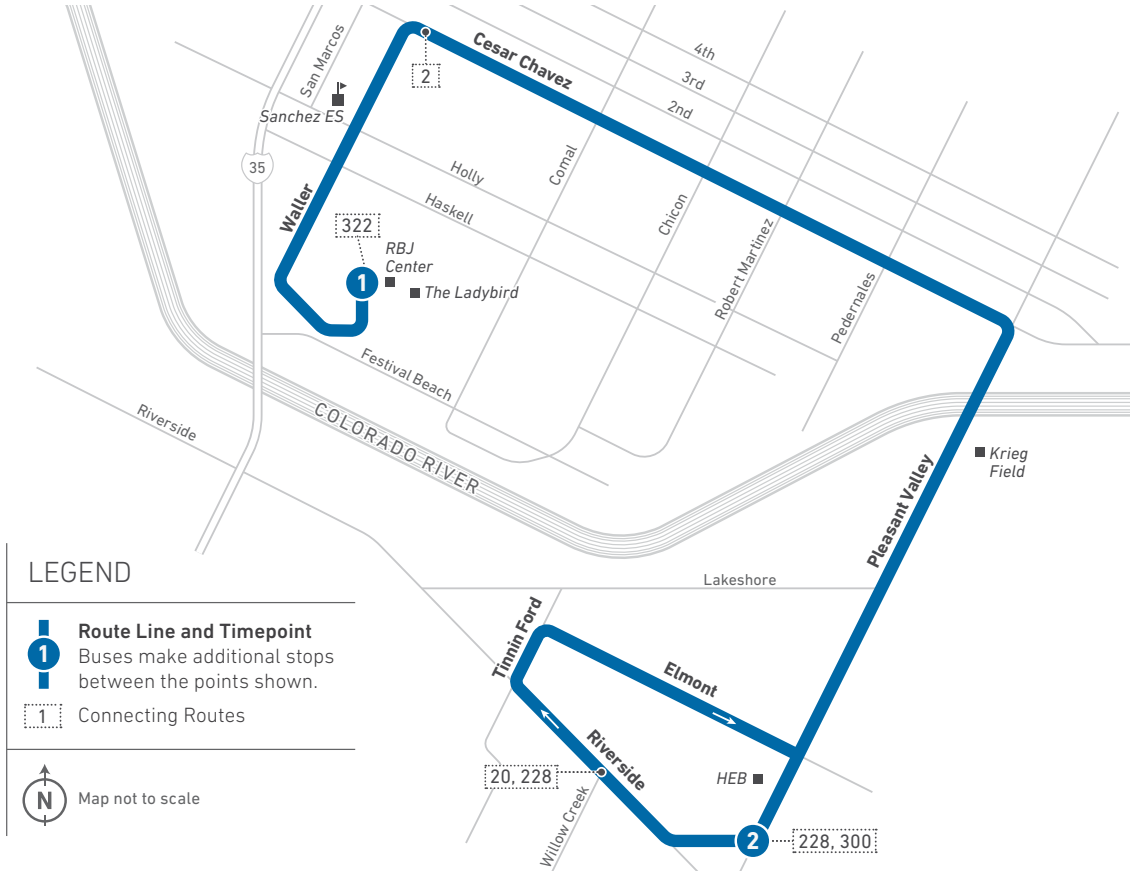 San Marcos
2
Cesar Chavez
4th
3rd
2nd
Sanchez ES
35
Waller
Holly
Haskell
Comal
Chicon
Robert Martinez
Pedernales
322
RBJ
Center
1
The Ladybird
Festival Beach
Riverside
COLORADO RIVER
Krieg
Field
Pleasant Valley
Lakeshore
Tinnin Ford
Elmont
Riverside
20, 228
HEB
Willow Creek
2
228, 300
LEGEND
1
Route Line and Timepoint
Buses make additional stops
between the points shown.
1 Connecting Routes
N Map not to scale